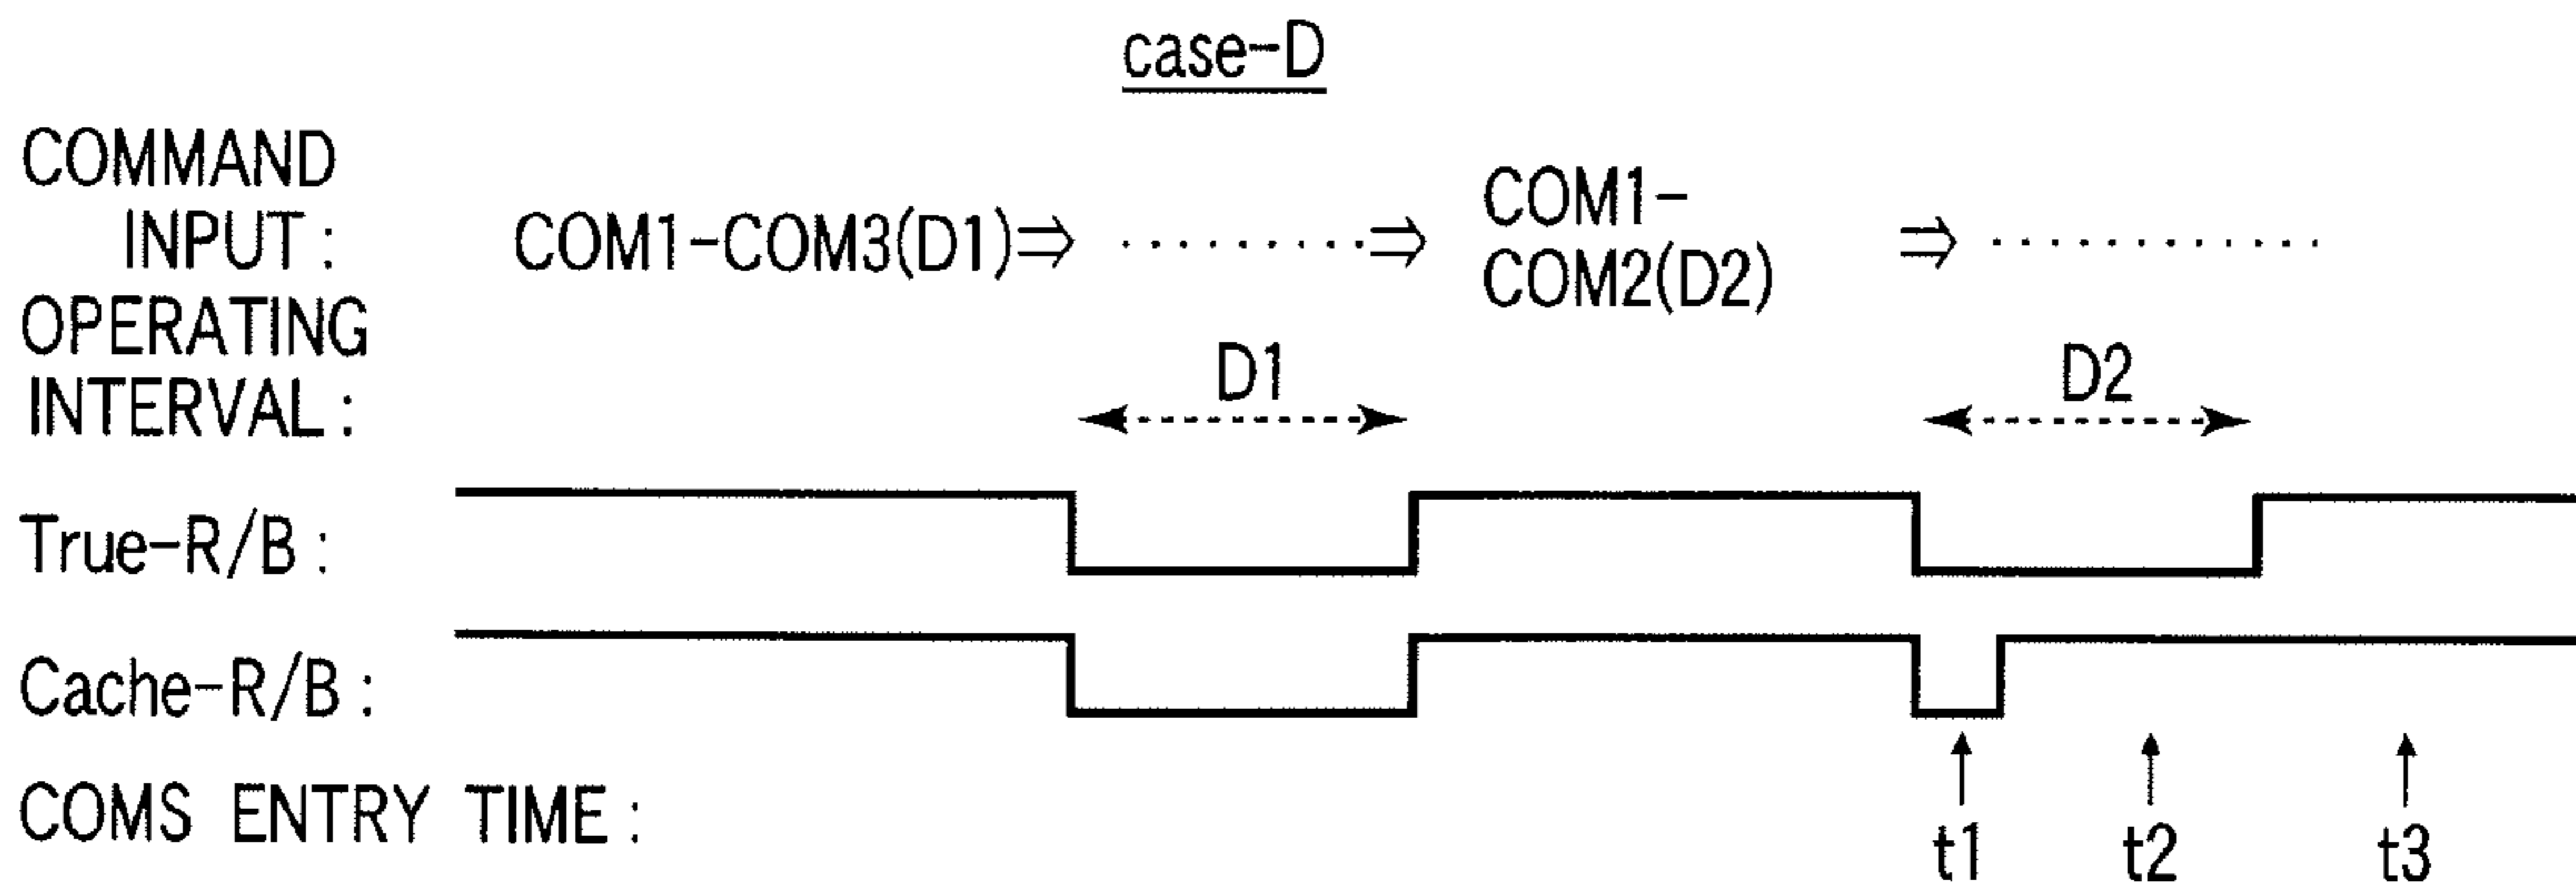 case-D
COMMAND
INPUT :
COM1-COM3(D1)⇒ ········⇒ COM1-
COM2(D2) ⇒ ············
OPERATING
INTERVAL :
D1 D2
True-R/B :
Cache-R/B :
COMS ENTRY TIME :
t1 t2 t3